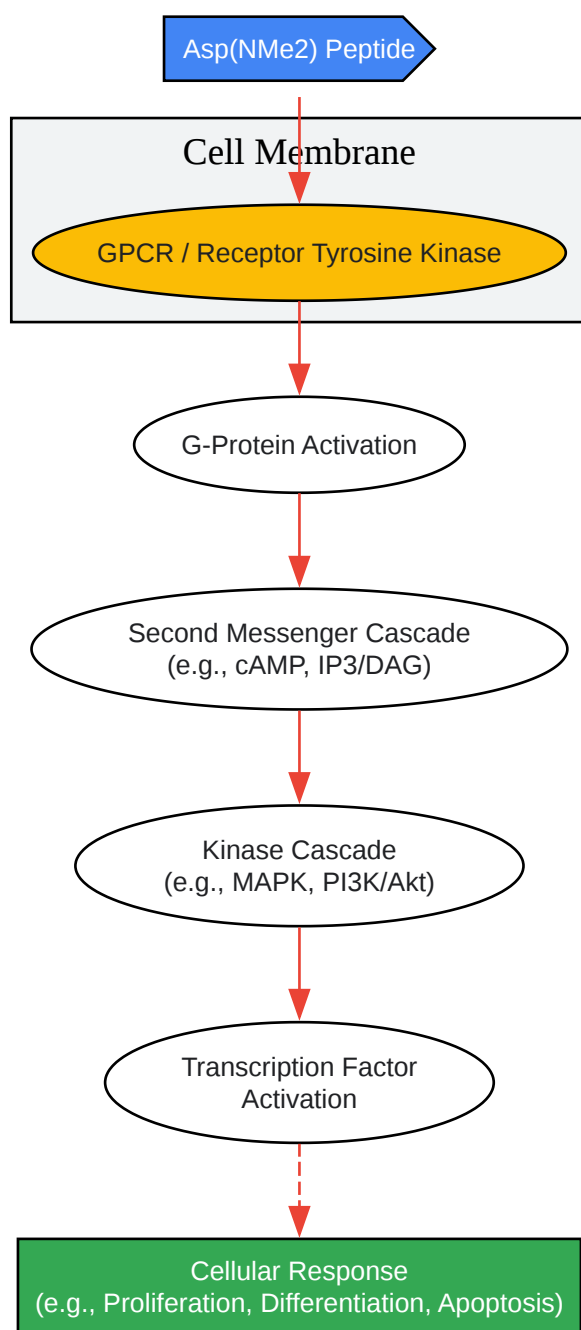 Asp(NMe2) Peptide
Cell Membrane
GPCR / Receptor Tyrosine Kinase
G-Protein Activation
Second Messenger Cascade
(e.g., cAMP, IP3/DAG)
Kinase Cascade
(e.g., MAPK, PI3K/Akt)
Transcription Factor
Activation
Cellular Response
(e.g., Proliferation, Differentiation, Apoptosis)